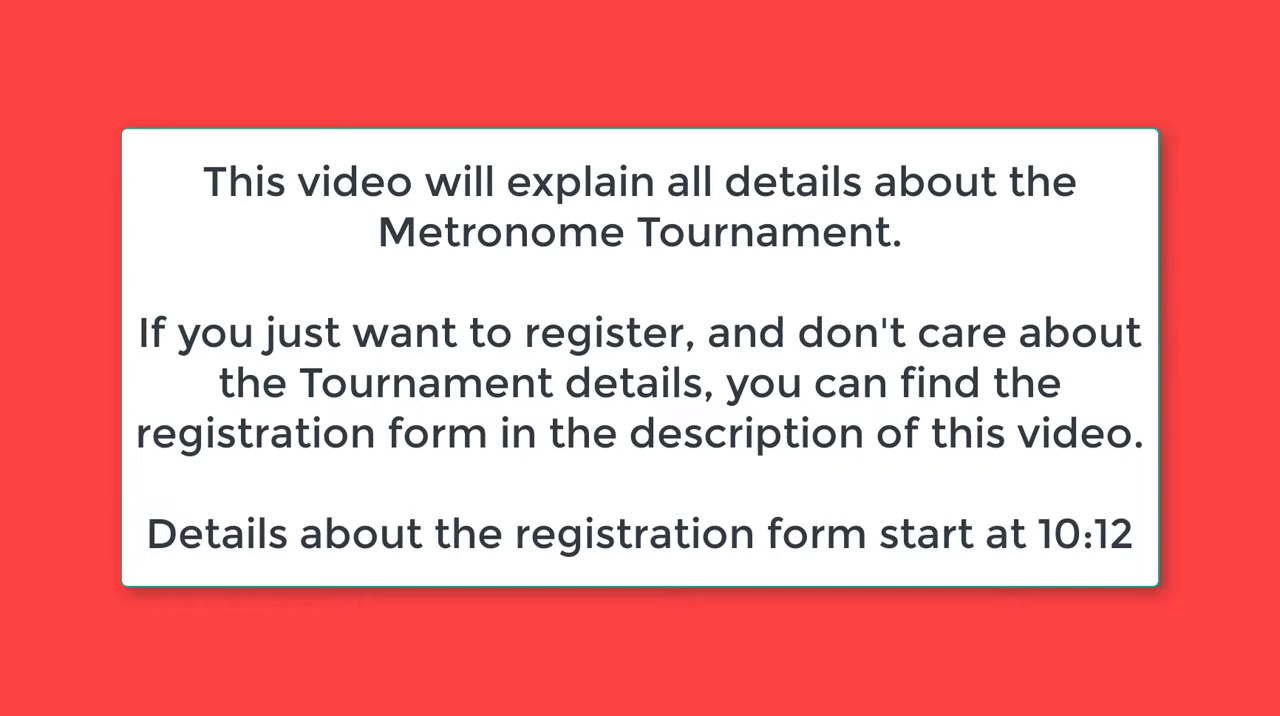 This video will explain all details about the
Metronome Tournament.
If you just want to register, and don't care about
the Tournament details, you can find the
registration form in the description of this video.
Details about the registration form start at 10:12